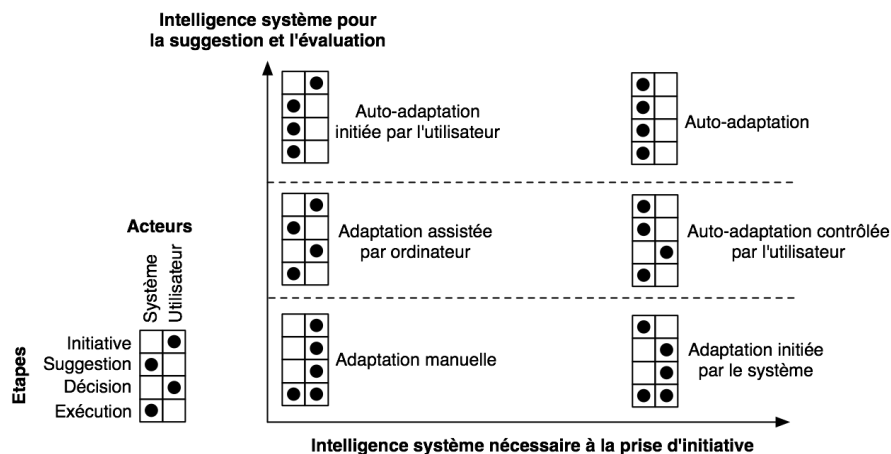 Intelligence système pour
la suggestion et l'évaluation
Auto-adaptation
initiée par l'utilisateur
Auto-adaptation
Adaptation assistée
par ordinateur
Auto-adaptation contrôlée
par l'utilisateur
Acteurs
Système
Utilisateur
Etapes
Initiative
Suggestion
Décision
Exécution
Adaptation manuelle
Adaptation initiée
par le système
Intelligence système nécessaire à la prise d'initiative